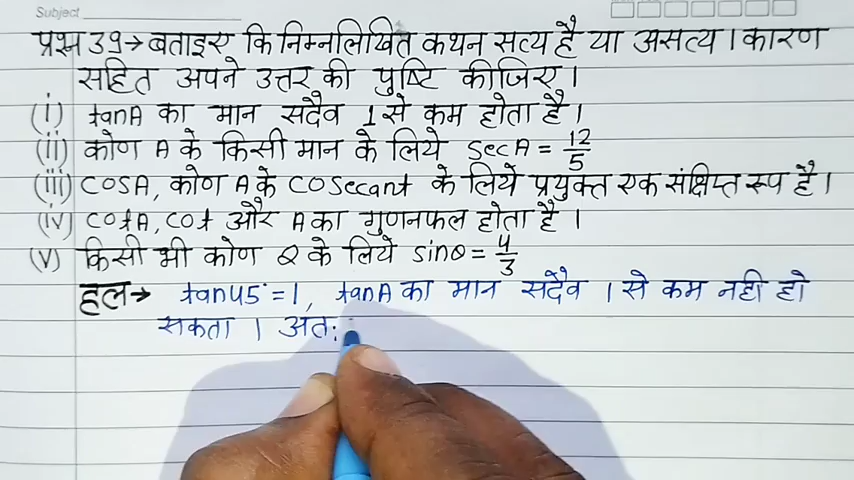 Subject
प्रश्न 39→ बताइए कि निम्नलिखित कथन सत्य है या असत्य । कारण
सहित अपने उत्तर की पुष्टि कीजिए ।
(i) tanA का मान सदैव 1 से कम होता है ।
(ii) कोण A के किसी मान के लिये secA = 12/5
(iii) cosA, कोण A के cosecant के लिये प्रयुक्त एक संक्षिप्त रूप है ।
(iv) cotA, cot और A का गुणनफल होता है ।
(v) किसी भी कोण θ के लिये sinθ = 4/3
हल→ tan45° = 1, tanA का मान सदैव 1 से कम नही हो
सकता । अतः